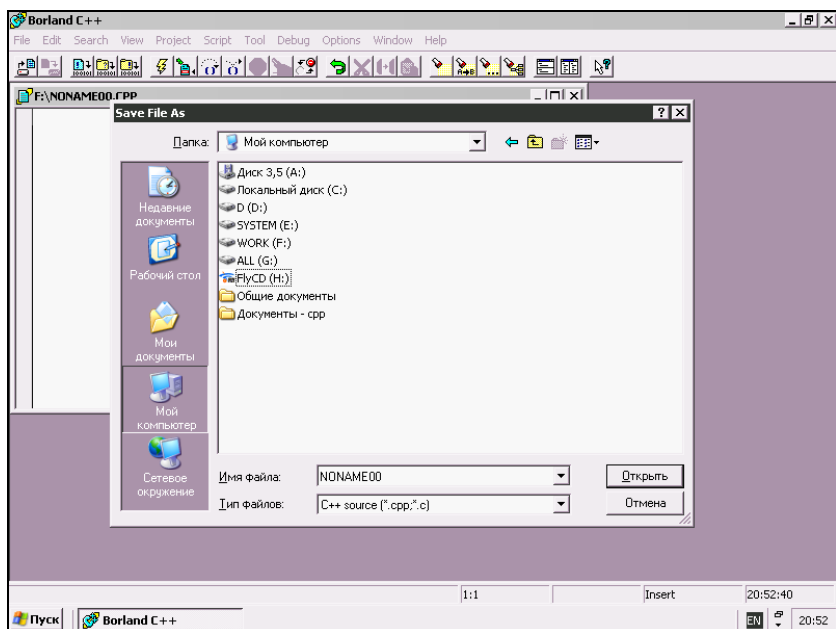 Borland C++
File Edit Search View Project Script Tool Debug Options Window Help
F:\NONAME00.CPP
Save File As
Папка:
Мой компьютер
Недавние документы
Рабочий стол
Мои документы
Мой компьютер
Сетевое окружение
Диск 3,5 (A:)
Локальный диск (C:)
D (D:)
SYSTEM (E:)
WORK (F:)
ALL (G:)
FlyCD (H:)
Общие документы
Документы - cpp
Имя файла:
NONAME00
Открыть
Тип файлов:
C++ source (*.cpp;*.c)
Отмена
1:1
Insert
20:52:40
Пуск
Borland C++
EN
20:52